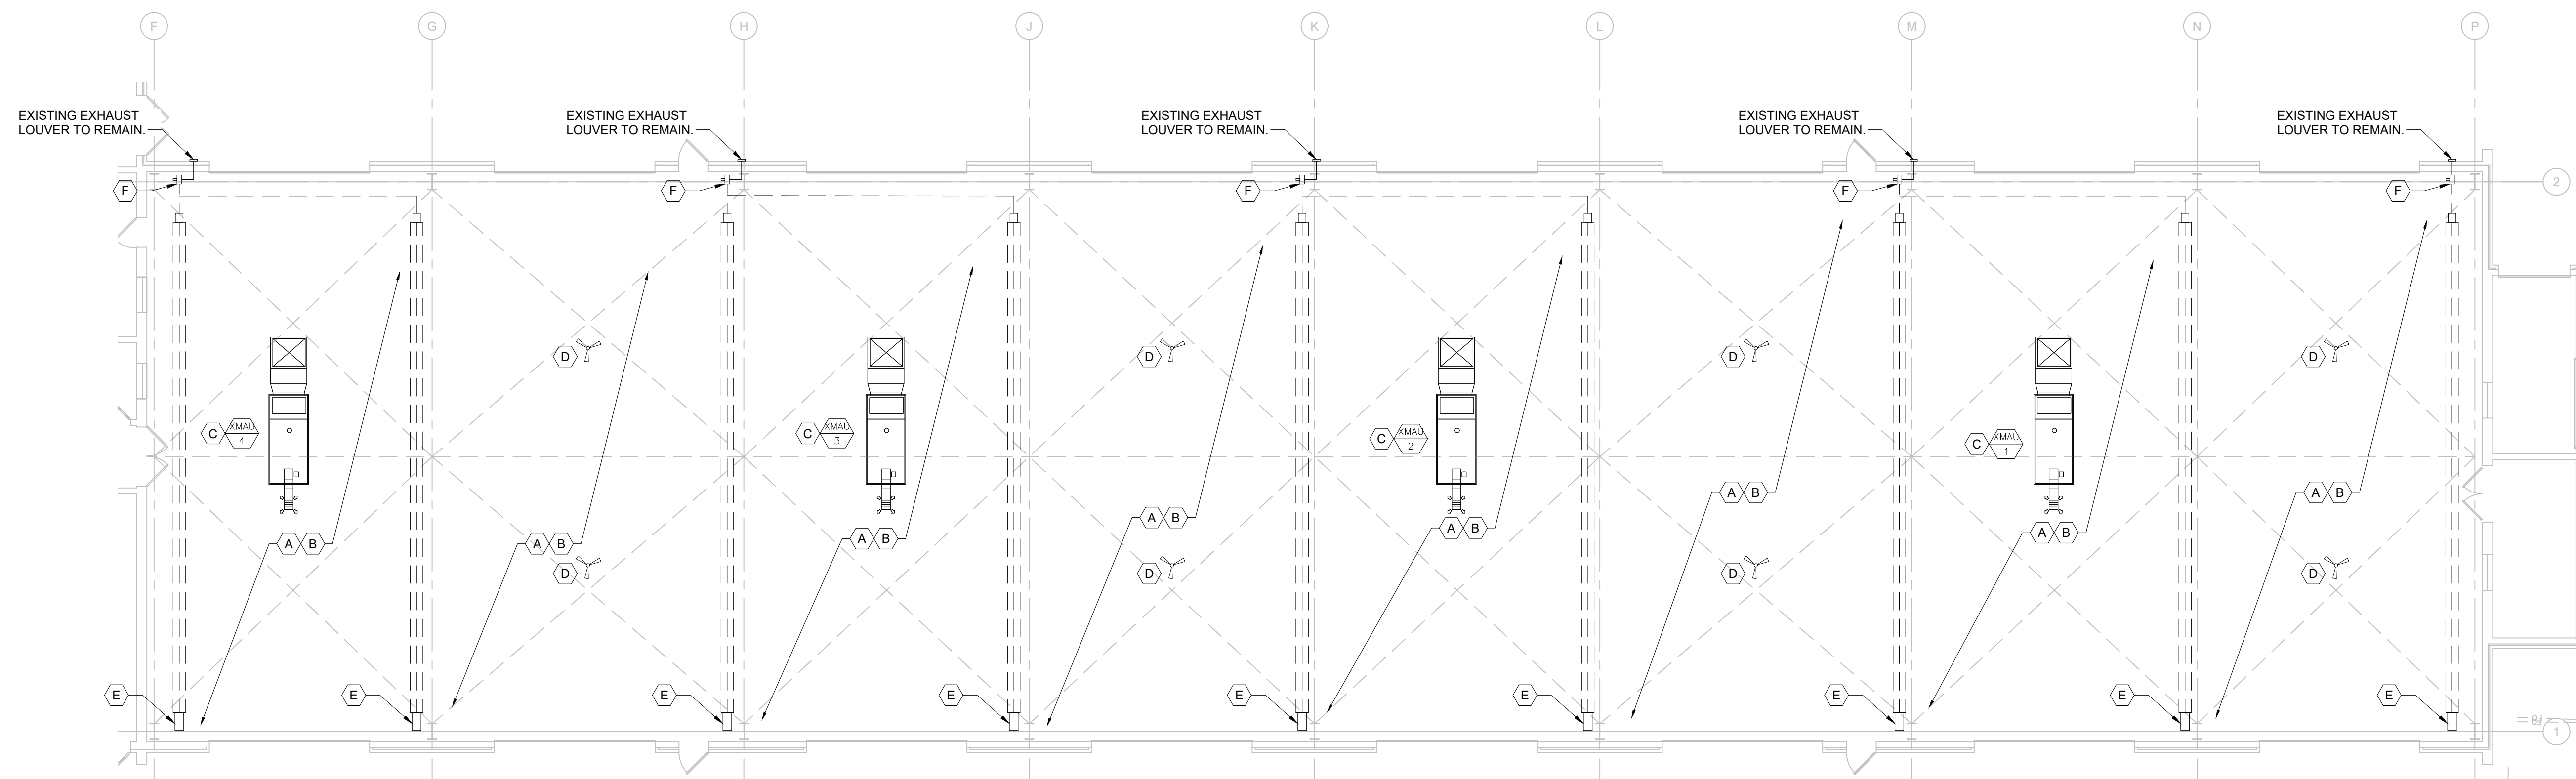 F
G
H
J
K
L
M
N
P
EXISTING EXHAUST
LOUVER TO REMAIN.
EXISTING EXHAUST
LOUVER TO REMAIN.
EXISTING EXHAUST
LOUVER TO REMAIN.
EXISTING EXHAUST
LOUVER TO REMAIN.
EXISTING EXHAUST
LOUVER TO REMAIN.
F
F
F
F
F
2
D
D
D
D
C XMAU
4
C XMAU
3
C XMAU
2
C XMAU
1
A B
A B
A B
A B
A B
A B
A B
A B
D
D
D
D
E
E
E
E
E
E
E
E
E
1